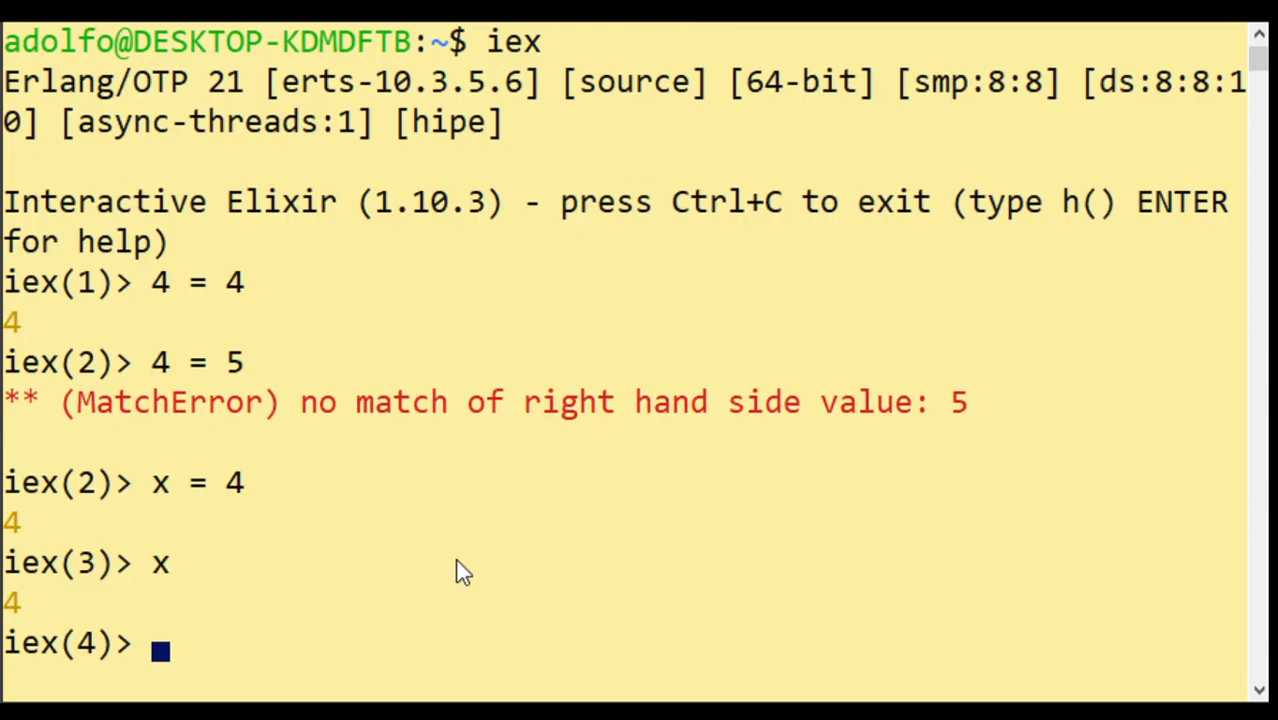 adolfo@DESKTOP-KDMDFTB:~$ iex
Erlang/OTP 21 [erts-10.3.5.6] [source] [64-bit] [smp:8:8] [ds:8:8:1
0] [async-threads:1] [hipe]
Interactive Elixir (1.10.3) - press Ctrl+C to exit (type h() ENTER
for help)
iex(1)> 4 = 4
4
iex(2)> 4 = 5
** (MatchError) no match of right hand side value: 5
iex(2)> x = 4
4
iex(3)> x
4
iex(4)>